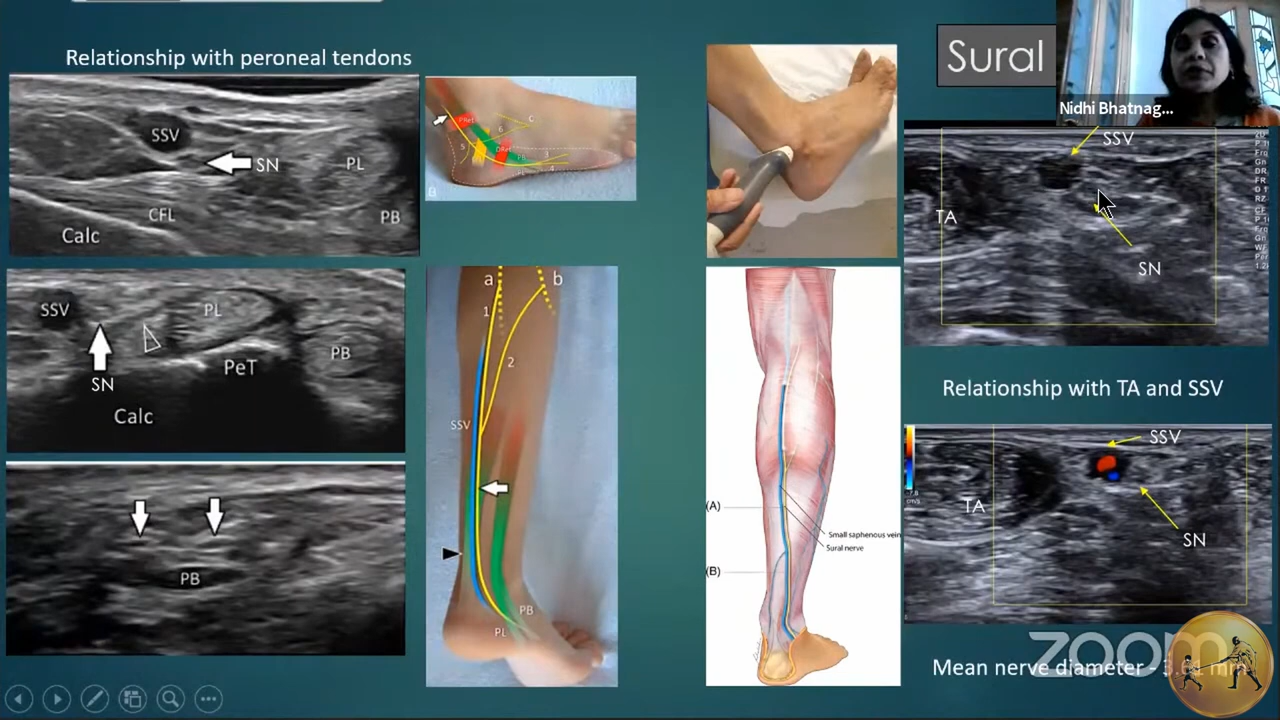 Relationship with peroneal tendons
SSV
SN
PL
CFL
PB
Calc
SSV
PL
PB
SN
PeT
Calc
PB
a
b
1
2
SSV
PB
PL
(A)
Small saphenous vein
Sural nerve
(B)
Sural
Nidhi Bhatnag...
SSV
TA
SN
Relationship with TA and SSV
SSV
TA
SN
zoom
Mean nerve diameter -